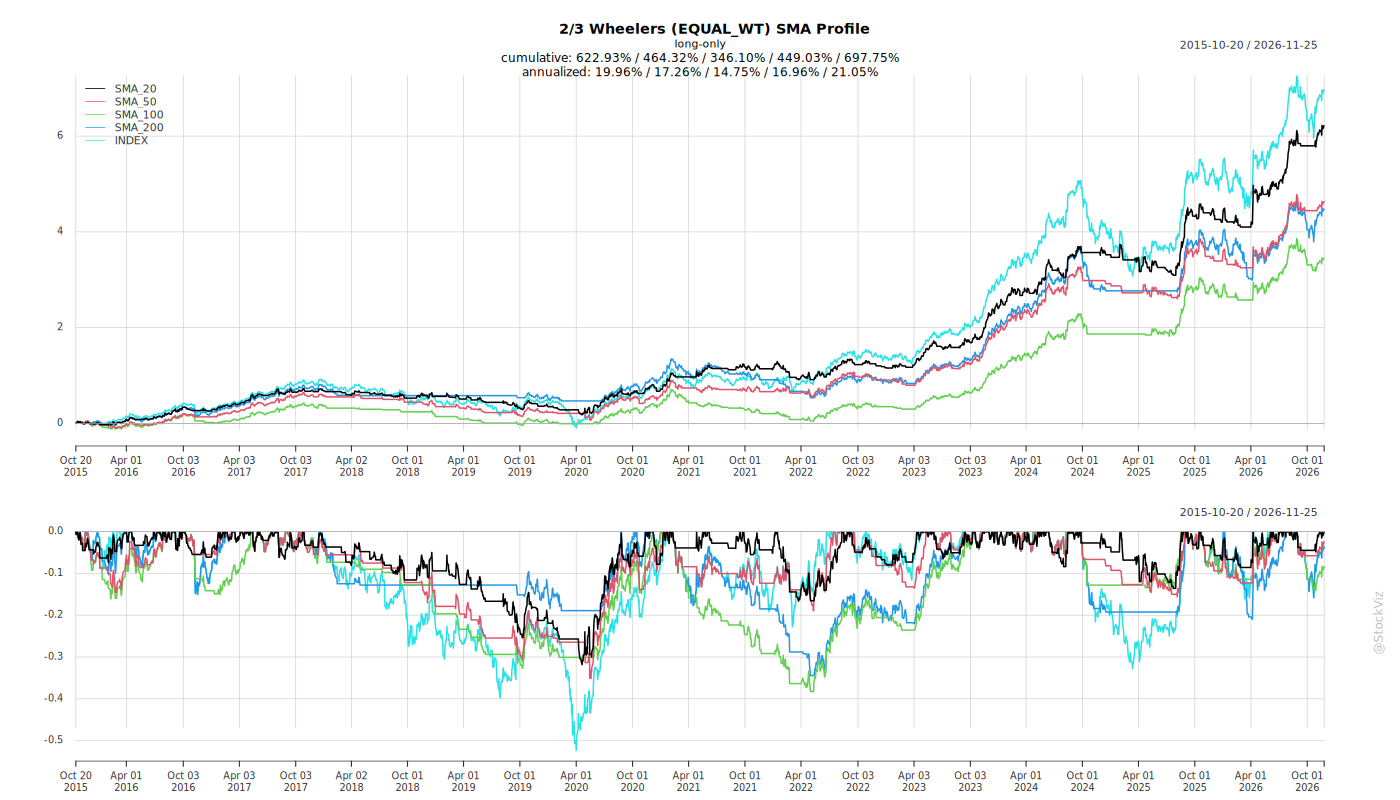 2/3 Wheelers (EQUAL_WT) SMA Profile
long-only
2015-10-20 / 2026-11-25
cumulative: 622.93% / 464.32% / 346.10% / 449.03% / 697.75%
annualized: 19.96% / 17.26% / 14.75% / 16.96% / 21.05%
SMA_20
SMA_50
SMA_100
SMA_200
INDEX
6
4
2
0
Oct 20 Apr 01 Oct 03 Apr 03 Oct 03 Apr 02 Oct 01 Apr 01 Oct 01 Apr 01 Oct 01 Apr 01 Oct 01 Apr 01 Oct 03 Apr 03 Oct 03 Apr 01 Oct 01 Apr 01 Oct 01 Apr 01 Oct 01
2015 2016 2016 2017 2017 2018 2018 2019 2019 2020 2020 2021 2021 2022 2022 2023 2023 2024 2024 2025 2025 2026 2026
2015-10-20 / 2026-11-25
0.0
-0.1
-0.2
-0.3
-0.4
-0.5
Oct 20 Apr 01 Oct 03 Apr 03 Oct 03 Apr 02 Oct 01 Apr 01 Oct 01 Apr 01 Oct 01 Apr 01 Oct 01 Apr 01 Oct 03 Apr 03 Oct 03 Apr 01 Oct 01 Apr 01 Oct 01 Apr 01 Oct 01
2015 2016 2016 2017 2017 2018 2018 2019 2019 2020 2020 2021 2021 2022 2022 2023 2023 2024 2024 2025 2025 2026 2026
@StockViz